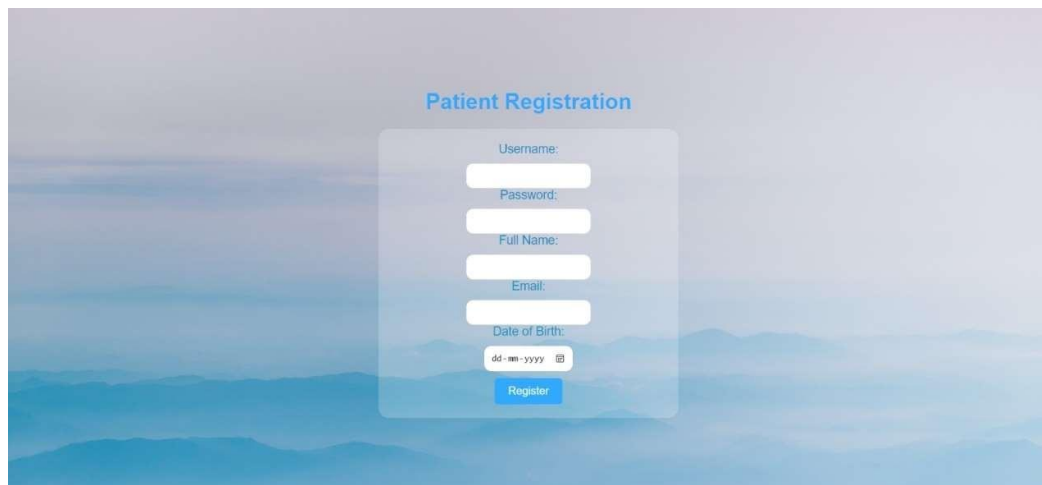 Patient Registration
Username:
Password:
Full Name:
Email:
Date of Birth:
dd-mm-yyyy
Register